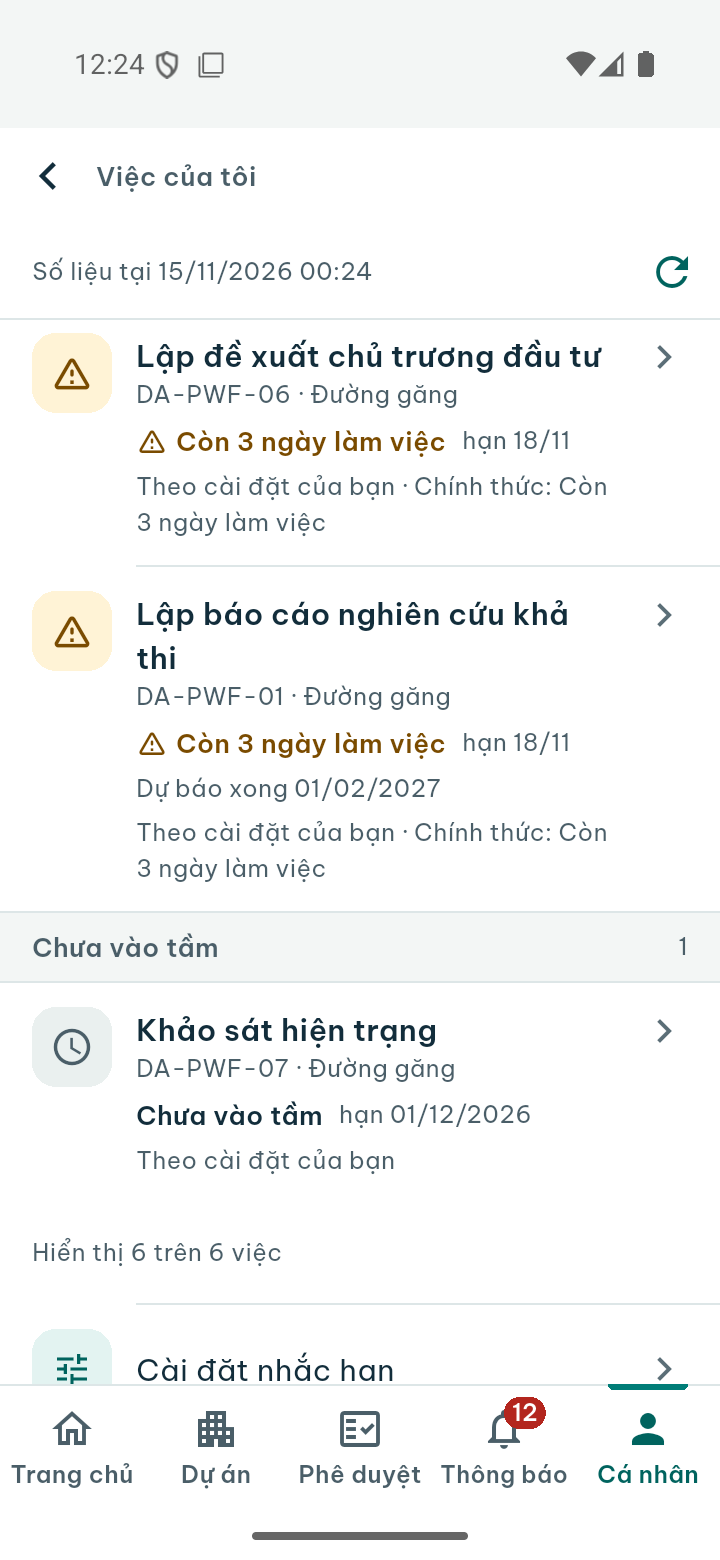 12:24
Việc của tôi
Số liệu tại 15/11/2026 00:24
Lập đề xuất chủ trương đầu tư
DA-PWF-06 · Đường găng
Còn 3 ngày làm việc hạn 18/11
Theo cài đặt của bạn · Chính thức: Còn
3 ngày làm việc
Lập báo cáo nghiên cứu khả
thi
DA-PWF-01 · Đường găng
Còn 3 ngày làm việc hạn 18/11
Dự báo xong 01/02/2027
Theo cài đặt của bạn · Chính thức: Còn
3 ngày làm việc
Chưa vào tầm 1
Khảo sát hiện trạng
DA-PWF-07 · Đường găng
Chưa vào tầm hạn 01/12/2026
Theo cài đặt của bạn
Hiển thị 6 trên 6 việc
Cài đặt nhắc hạn
12
Trang chủ Dự án Phê duyệt Thông báo Cá nhân